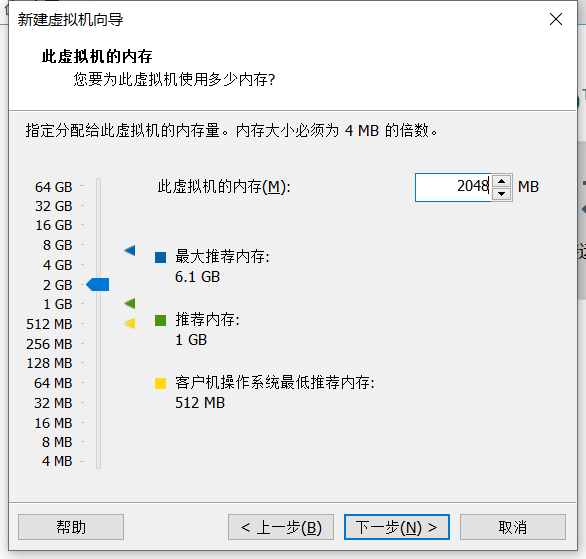 新建虚拟机向导
此虚拟机的内存
您要为此虚拟机使用多少内存?
指定分配给此虚拟机的内存量。内存大小必须为 4 MB 的倍数。
64 GB
32 GB
16 GB
8 GB
4 GB
2 GB
1 GB
512 MB
256 MB
128 MB
64 MB
32 MB
16 MB
8 MB
4 MB
此虚拟机的内存(M):
2048 MB
最大推荐内存:
6.1 GB
推荐内存:
1 GB
客户机操作系统最低推荐内存:
512 MB
帮助
< 上一步(B)
下一步(N) >
取消